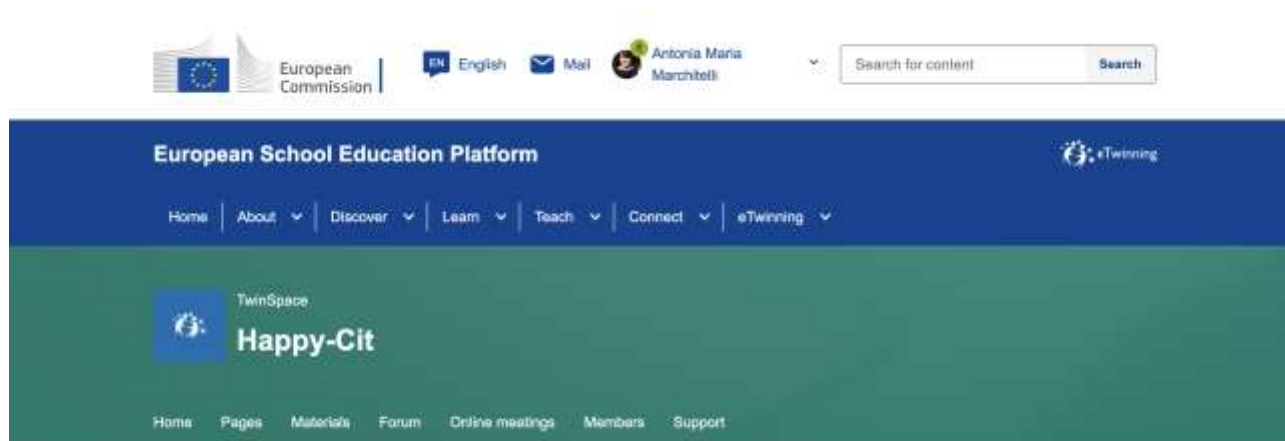 European
Commission
EN English Mail Antonia Maria
Marchitelli
Search for content Search
European School Education Platform
eTwinning
Home About Discover Learn Teach Connect eTwinning
TwinSpace
Happy-Cit
Home Pages Materials Forum Online meetings Members Support